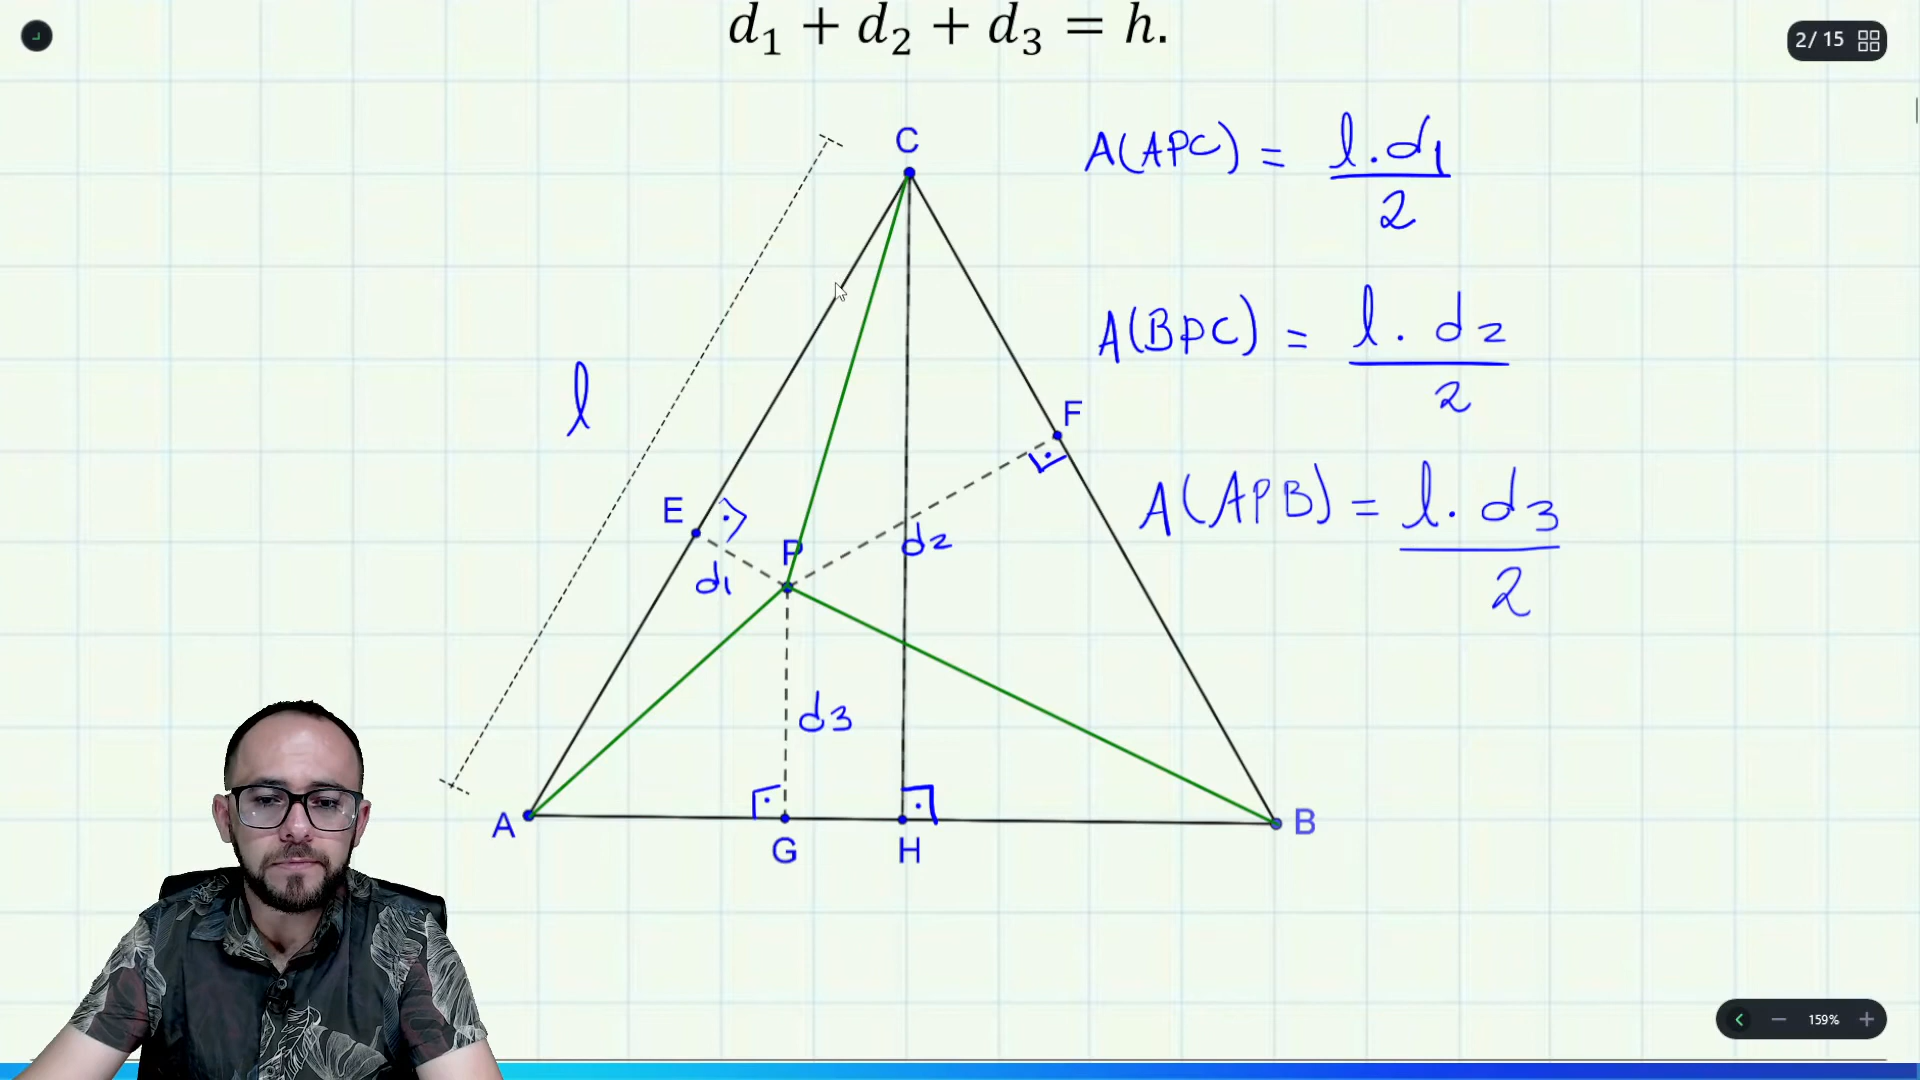 d₁ + d₂ + d₃ = h.
2/ 15
C
A(APC) = l.d1
2
A(BPC) = l. d2
2
l
F
E
P
d1
d2
A(APB) = l. d3
2
d3
A
B
G
H
159%